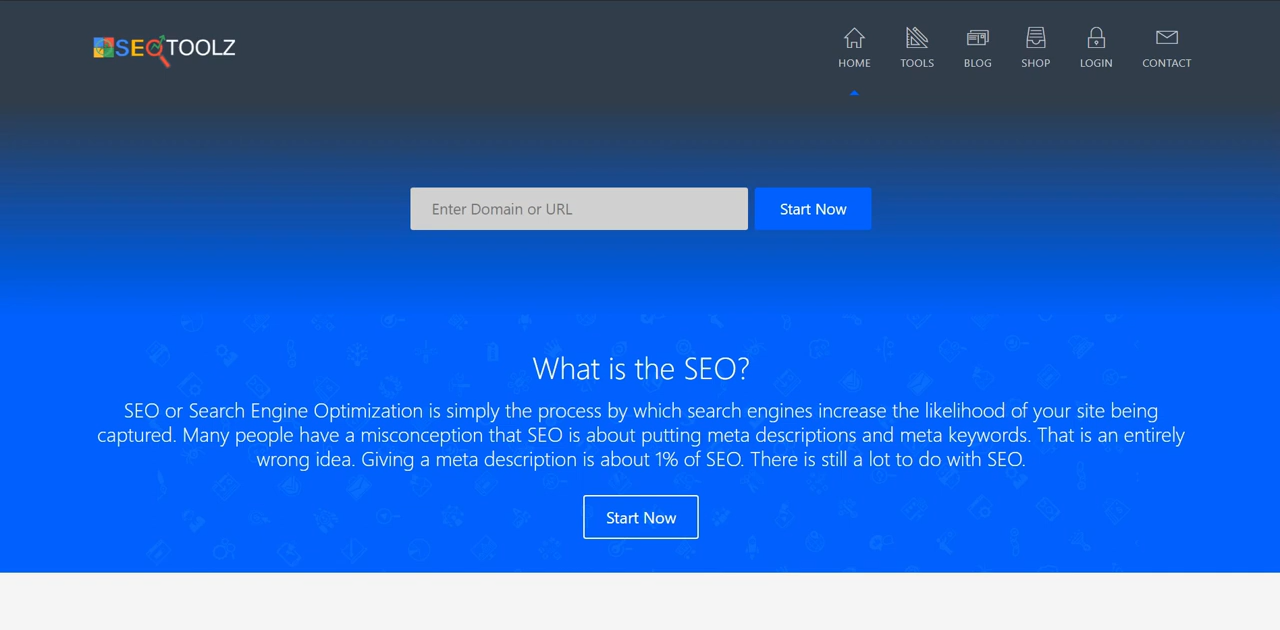 SEOTOOLZ
HOME
TOOLS
BLOG
SHOP
LOGIN
CONTACT
Enter Domain or URL
Start Now
What is the SEO?
SEO or Search Engine Optimization is simply the process by which search engines increase the likelihood of your site being
captured. Many people have a misconception that SEO is about putting meta descriptions and meta keywords. That is an entirely
wrong idea. Giving a meta description is about 1% of SEO. There is still a lot to do with SEO.
Start Now